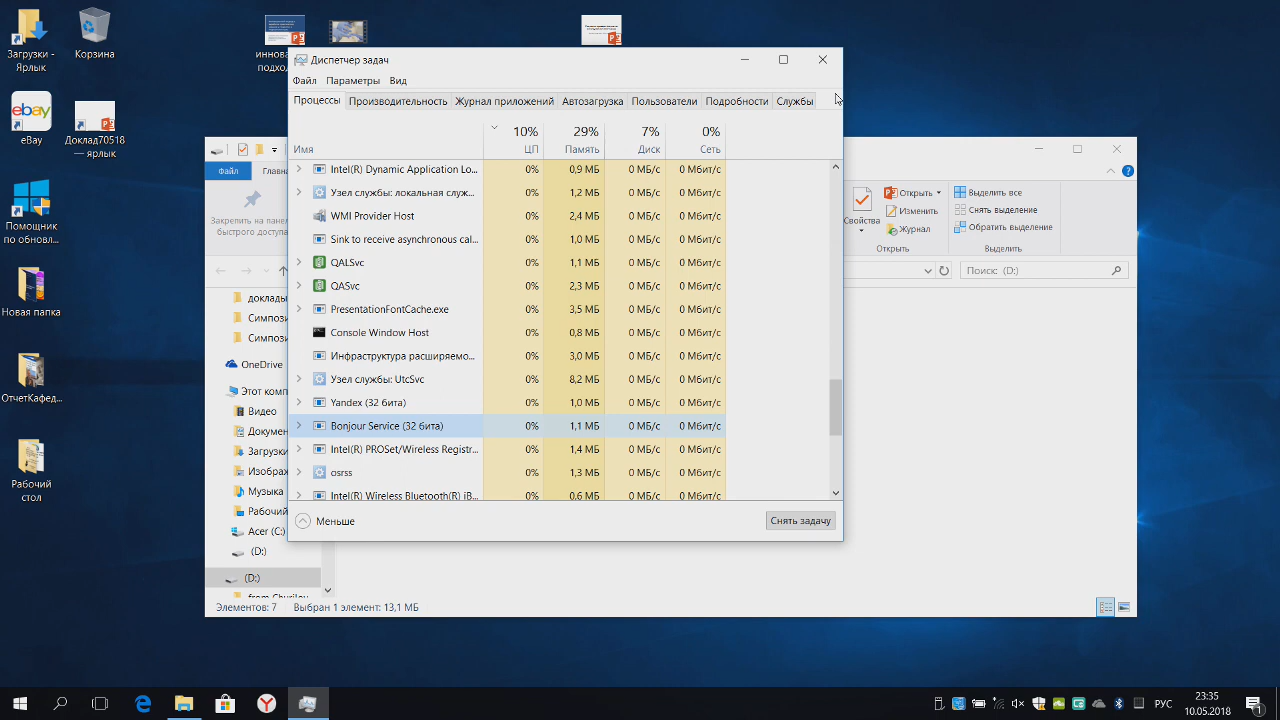 Загрузки -
Ярлык
Корзина
eBay
Доклад70518
— ярлык
Помощник
по обновл...
Новая папка
ОтчетКафед...
Рабочий
стол
Диспетчер задач
Файл Параметры Вид
Процессы Производительность Журнал приложений Автозагрузка Пользователи Подробности Службы
10% 29% 7% 0%
Имя ЦП Память Диск Сеть
Intel(R) Dynamic Application Lo... 0% 0,9 МБ 0 МБ/с 0 Мбит/с
Узел службы: локальная служ... 0% 1,2 МБ 0 МБ/с 0 Мбит/с
WMI Provider Host 0% 2,4 МБ 0 МБ/с 0 Мбит/с
Sink to receive asynchronous cal... 0% 1,0 МБ 0 МБ/с 0 Мбит/с
QALSvc 0% 1,1 МБ 0 МБ/с 0 Мбит/с
QASvc 0% 2,3 МБ 0 МБ/с 0 Мбит/с
PresentationFontCache.exe 0% 3,5 МБ 0 МБ/с 0 Мбит/с
Console Window Host 0% 0,8 МБ 0 МБ/с 0 Мбит/с
Инфраструктура расширяемо... 0% 3,0 МБ 0 МБ/с 0 Мбит/с
Узел службы: UtcSvc 0% 8,2 МБ 0 МБ/с 0 Мбит/с
Yandex (32 бита) 0% 1,0 МБ 0 МБ/с 0 Мбит/с
Bonjour Service (32 бита) 0% 1,1 МБ 0 МБ/с 0 Мбит/с
Intel(R) PROSet/Wireless Registr... 0% 1,4 МБ 0 МБ/с 0 Мбит/с
osrss 0% 1,3 МБ 0 МБ/с 0 Мбит/с
Intel(R) Wireless Bluetooth(R) iB... 0% 0,6 МБ 0 МБ/с 0 Мбит/с
Меньше Снять задачу
Файл Главна
Закрепить на панел
быстрого доступа
Свойства
Открыть
Изменить
Журнал
Открыть
Выделить все
Снять выделение
Обратить выделение
Выделить
Поиск: (D:)
доклады
Симпози
Симпози
OneDrive
Этот комп
Видео
Докумен
Загрузки
Изображ
Музыка
Рабочий
Acer (C:)
(D:)
(D:)
Элементов: 7 Выбран 1 элемент: 13,1 МБ
РУС
23:35
10.05.2018